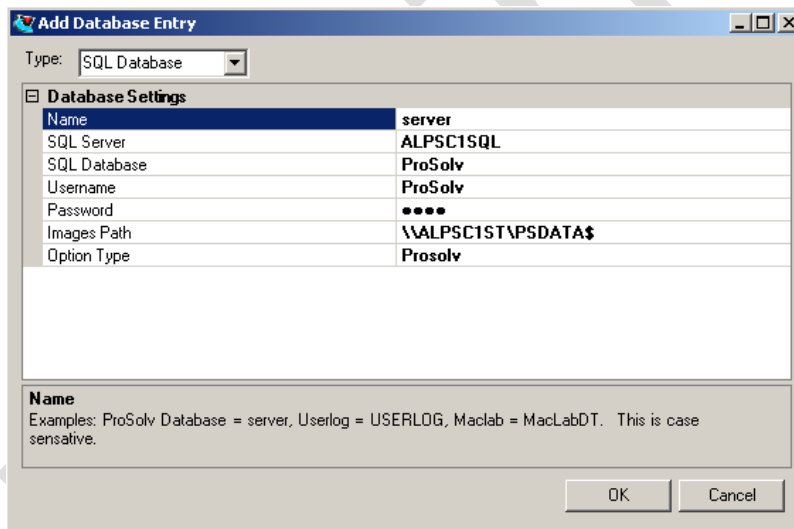 Add Database Entry
Type: SQL Database
Database Settings
Name server
SQL Server ALPSC1SQL
SQL Database ProSolv
Username ProSolv
Password ●●●●
Images Path \\ALPSC1ST\PSDATA$
Option Type Prosolv
Name
Examples: ProSolv Database = server, Userlog = USERLOG, Maclab = MacLabDT. This is case
sensative.
OK Cancel